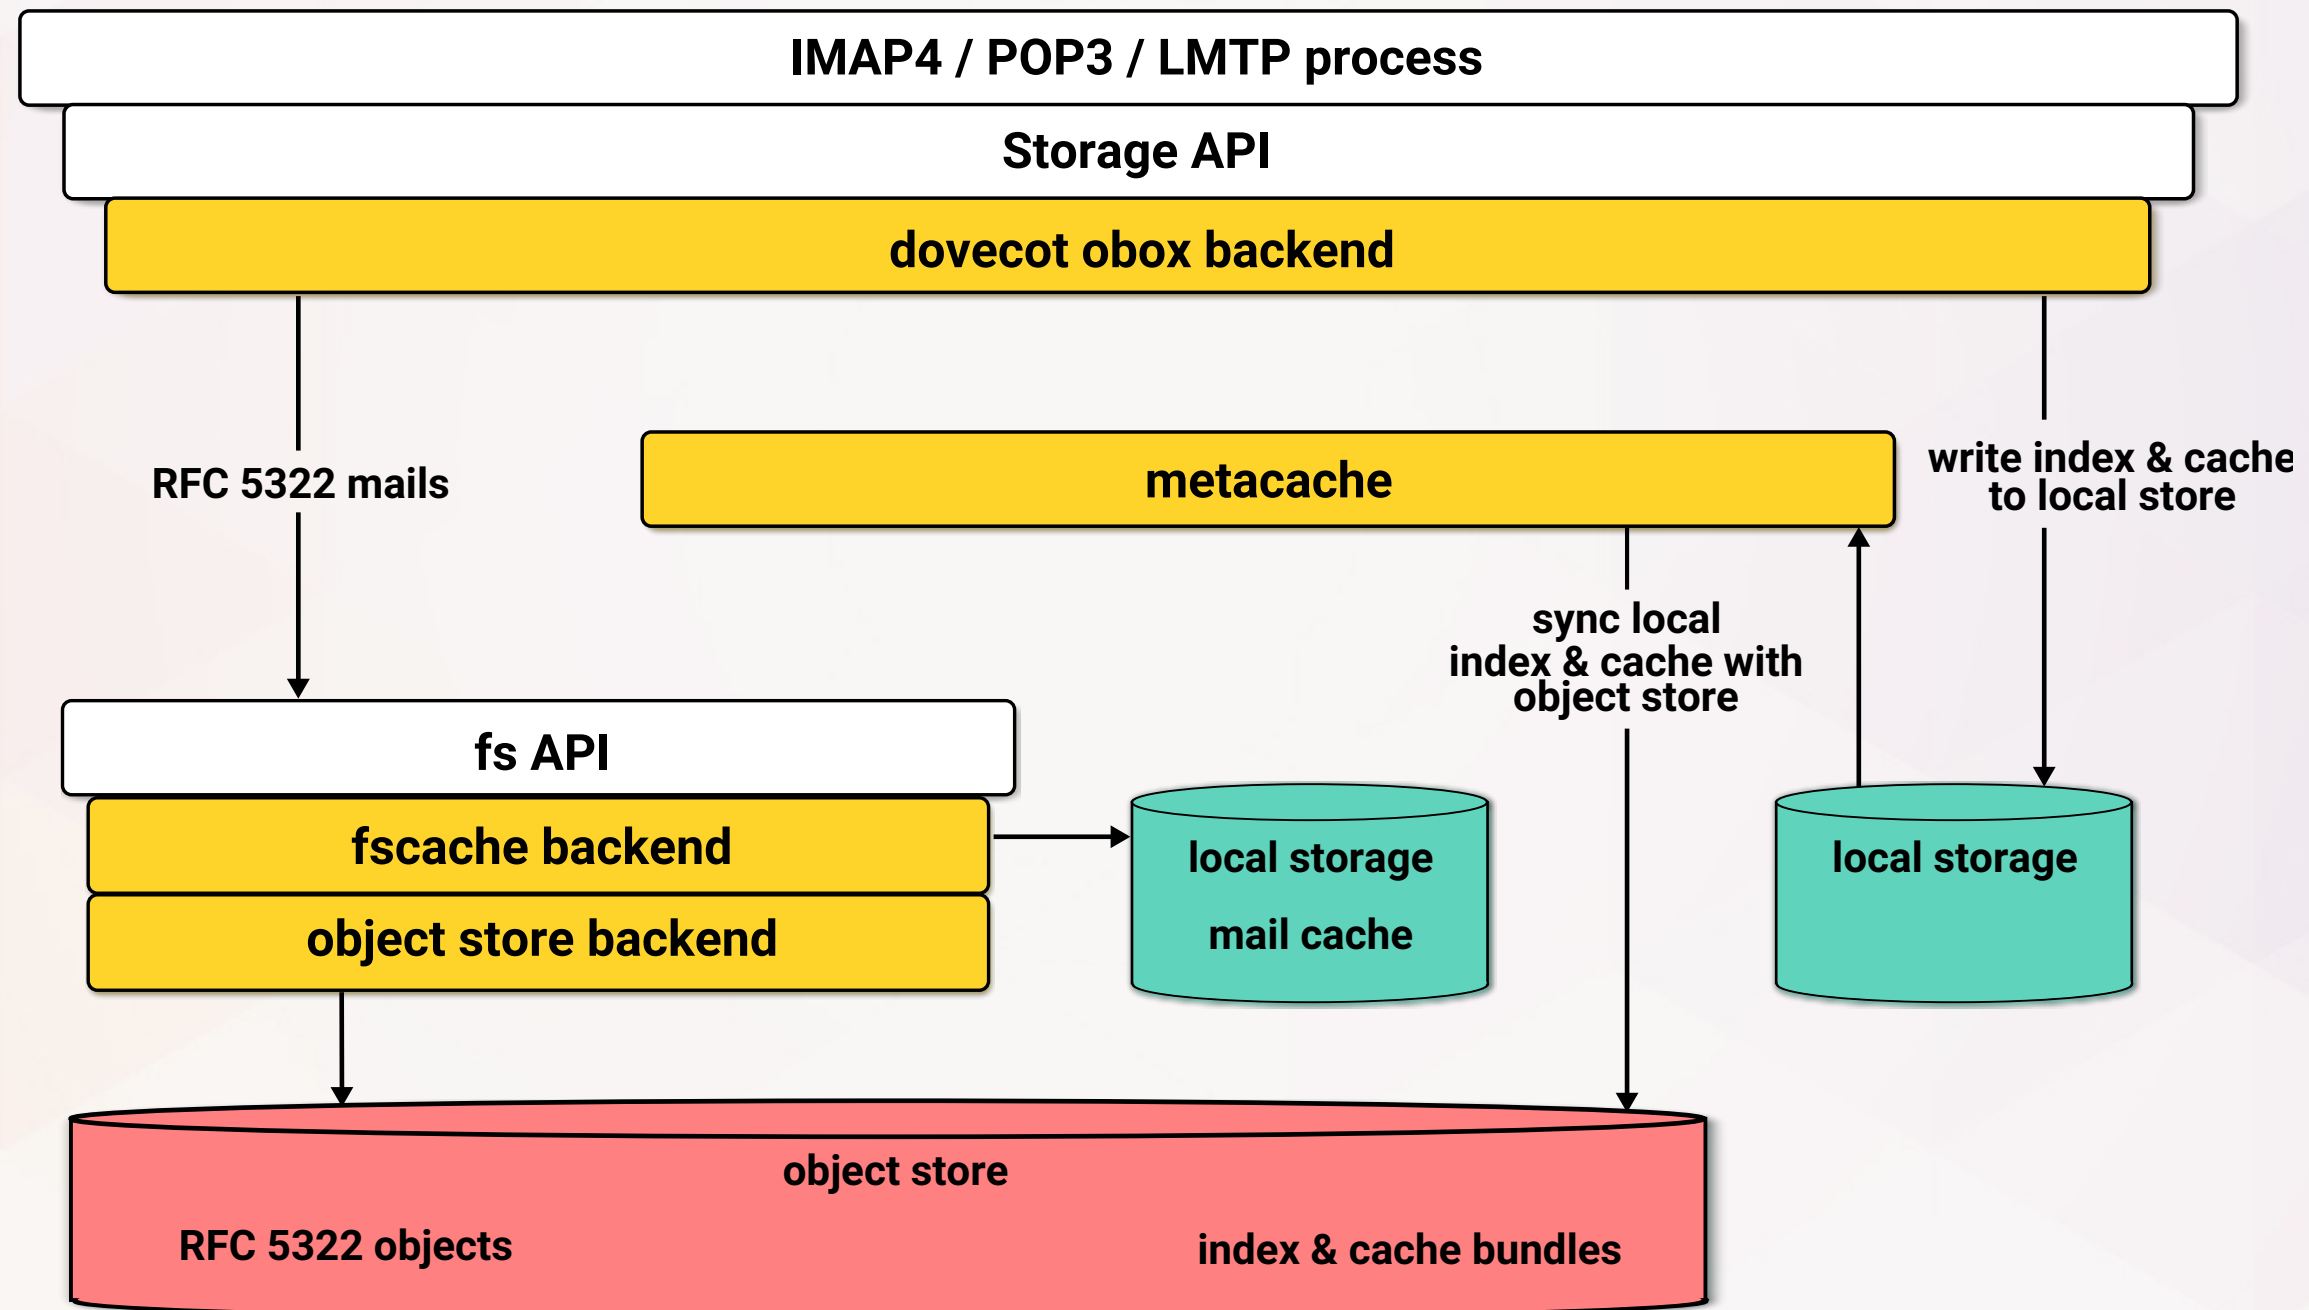 IMAP4 / POP3 / LMTP process
Storage API
dovecot obox backend
RFC 5322 mails
metacache
write index & cache
to local store
sync local
index & cache with
object store
fs API
fscache backend
object store backend
local storage
mail cache
local storage
object store
RFC 5322 objects
index & cache bundles